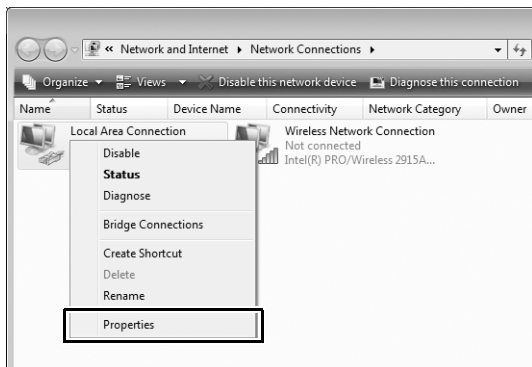 « Network and Internet Network Connections
Organize Views Disable this network device Diagnose this connection
Name Status Device Name Connectivity Network Category Owner
Local Area Connection
Wireless Network Connection
Not connected
Intel(R) PRO/Wireless 2915A...
Disable
Status
Diagnose
Bridge Connections
Create Shortcut
Delete
Rename
Properties